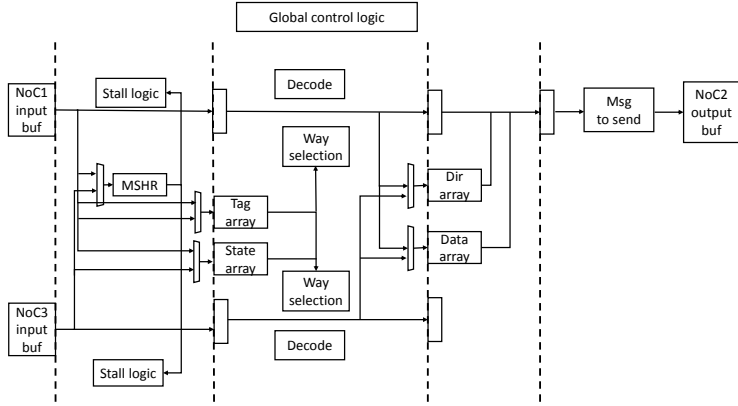 Global control logic
NoC1
input
buf
Stall logic
Decode
Msg
to send
NoC2
output
buf
Way
selection
MSHR
Dir
array
Tag
array
State
array
Data
array
Way
selection
NoC3
input
buf
Decode
Stall logic